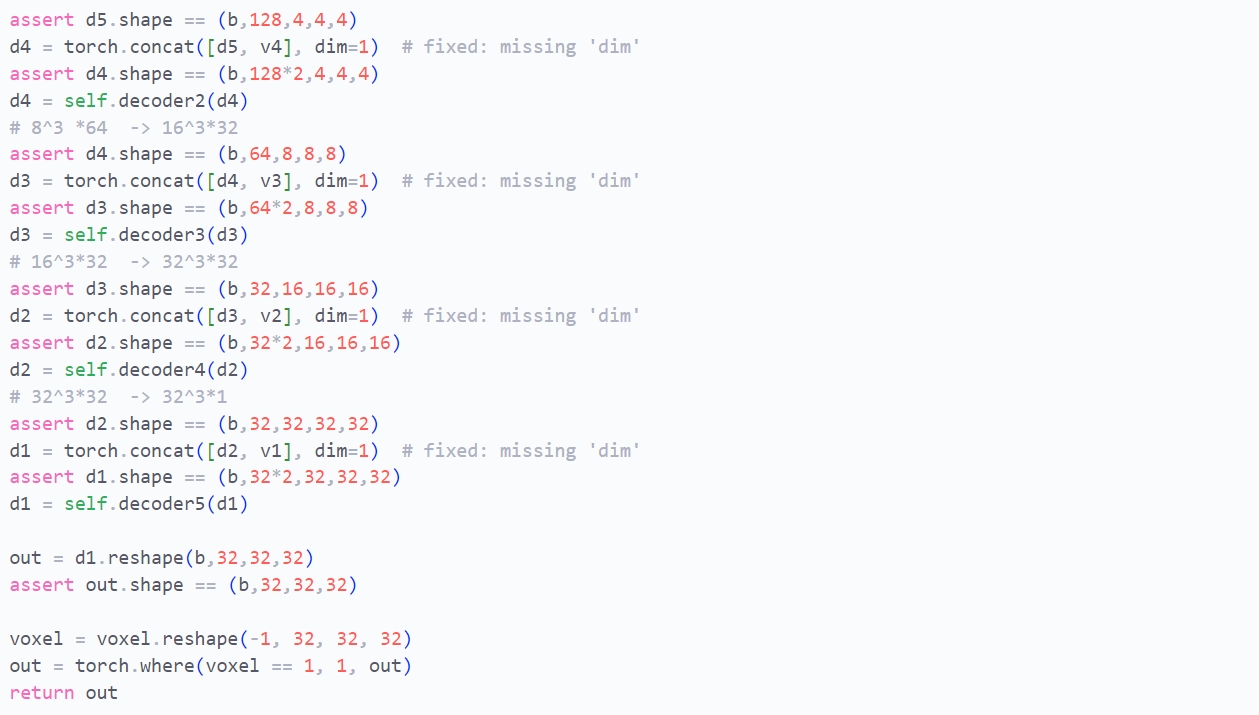 assert d5.shape == (b,128,4,4,4)
d4 = torch.concat([d5, v4], dim=1)  # fixed: missing 'dim'
assert d4.shape == (b,128*2,4,4,4)
d4 = self.decoder2(d4)
# 8^3 *64  -> 16^3*32
assert d4.shape == (b,64,8,8,8)
d3 = torch.concat([d4, v3], dim=1)  # fixed: missing 'dim'
assert d3.shape == (b,64*2,8,8,8)
d3 = self.decoder3(d3)
# 16^3*32  -> 32^3*32
assert d3.shape == (b,32,16,16,16)
d2 = torch.concat([d3, v2], dim=1)  # fixed: missing 'dim'
assert d2.shape == (b,32*2,16,16,16)
d2 = self.decoder4(d2)
# 32^3*32  -> 32^3*1
assert d2.shape == (b,32,32,32,32)
d1 = torch.concat([d2, v1], dim=1)  # fixed: missing 'dim'
assert d1.shape == (b,32*2,32,32,32)
d1 = self.decoder5(d1)

out = d1.reshape(b,32,32,32)
assert out.shape == (b,32,32,32)

voxel = voxel.reshape(-1, 32, 32, 32)
out = torch.where(voxel == 1, 1, out)
return out